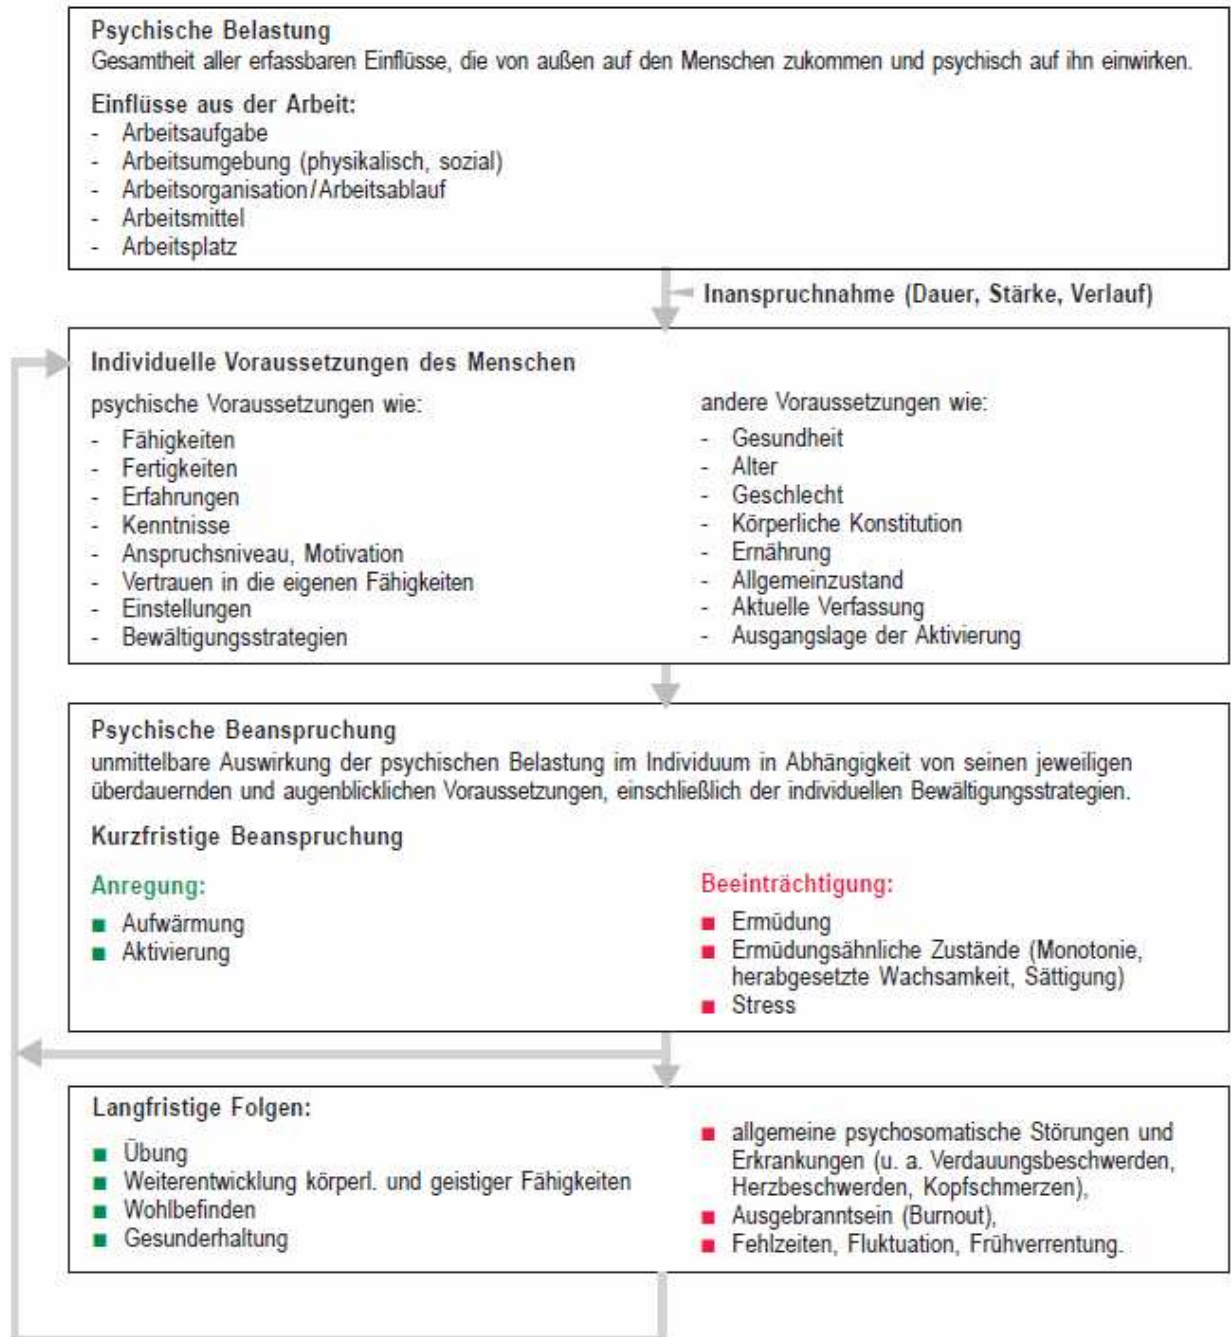 Psychische Belastung
Gesamtheit aller erfassbaren Einflüsse, die von außen auf den Menschen zukommen und psychisch auf ihn einwirken.
Einflüsse aus der Arbeit:
- Arbeitsaufgabe
- Arbeitsumgebung (physikalisch, sozial)
- Arbeitsorganisation/Arbeitsablauf
- Arbeitsmittel
- Arbeitsplatz
Inanspruchnahme (Dauer, Stärke, Verlauf)
Individuelle Voraussetzungen des Menschen
psychische Voraussetzungen wie:
- Fähigkeiten
- Fertigkeiten
- Erfahrungen
- Kenntnisse
- Anspruchsniveau, Motivation
- Vertrauen in die eigenen Fähigkeiten
- Einstellungen
- Bewältigungsstrategien
andere Voraussetzungen wie:
- Gesundheit
- Alter
- Geschlecht
- Körperliche Konstitution
- Ernährung
- Allgemeinzustand
- Aktuelle Verfassung
- Ausgangslage der Aktivierung
Psychische Beanspruchung
unmittelbare Auswirkung der psychischen Belastung im Individuum in Abhängigkeit von seinen jeweiligen
überdauernden und augenblicklichen Voraussetzungen, einschließlich der individuellen Bewältigungsstrategien.
Kurzfristige Beanspruchung
Anregung:
■ Aufwärmung
■ Aktivierung
Beeinträchtigung:
■ Ermüdung
■ Ermüdungsähnliche Zustände (Monotonie,
herabgesetzte Wachsamkeit, Sättigung)
■ Stress
Langfristige Folgen:
■ Übung
■ Weiterentwicklung körperl. und geistiger Fähigkeiten
■ Wohlbefinden
■ Gesunderhaltung
■ allgemeine psychosomatische Störungen und
Erkrankungen (u. a. Verdauungsbeschwerden,
Herzbeschwerden, Kopfschmerzen),
■ Ausgebranntsein (Burnout),
■ Fehlzeiten, Fluktuation, Frühverrentung.